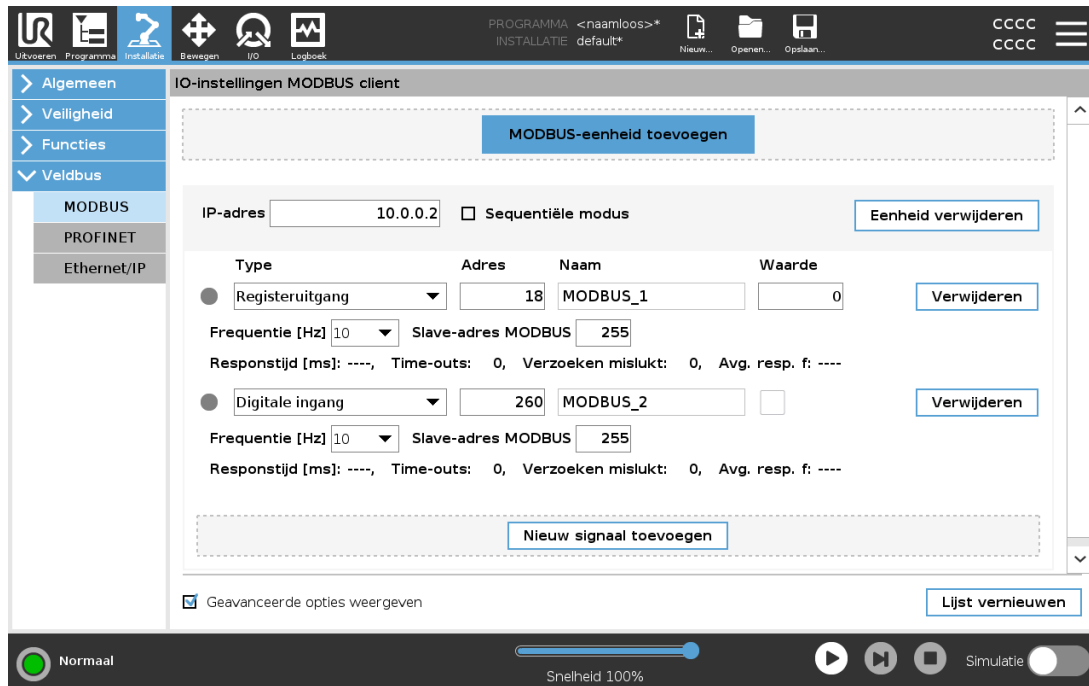 PROGRAMMA <naamloos>*
INSTALLATIE default*
Uitvoeren Programma Installatie Bewegen I/O Logboek
Nieuw... Openen... Opslaan...
CCCC
CCCC
Algemeen
Veiligheid
Functies
Veldbus
MODBUS
PROFINET
Ethernet/IP
IO-instellingen MODBUS client
MODBUS-eenheid toevoegen
IP-adres 10.0.0.2 Sequentiële modus Eenheid verwijderen
Type Adres Naam Waarde
Registeruitgang 18 MODBUS_1 0 Verwijderen
Frequentie [Hz] 10 Slave-adres MODBUS 255
Responstijd [ms]: ----, Time-outs: 0, Verzoeken mislukt: 0, Avg. resp. f: ----
Digitale ingang 260 MODBUS_2 Verwijderen
Frequentie [Hz] 10 Slave-adres MODBUS 255
Responstijd [ms]: ----, Time-outs: 0, Verzoeken mislukt: 0, Avg. resp. f: ----
Nieuw signaal toevoegen
Geavanceerde opties weergeven Lijst vernieuwen
Normaal
Snelheid 100%
Simulatie